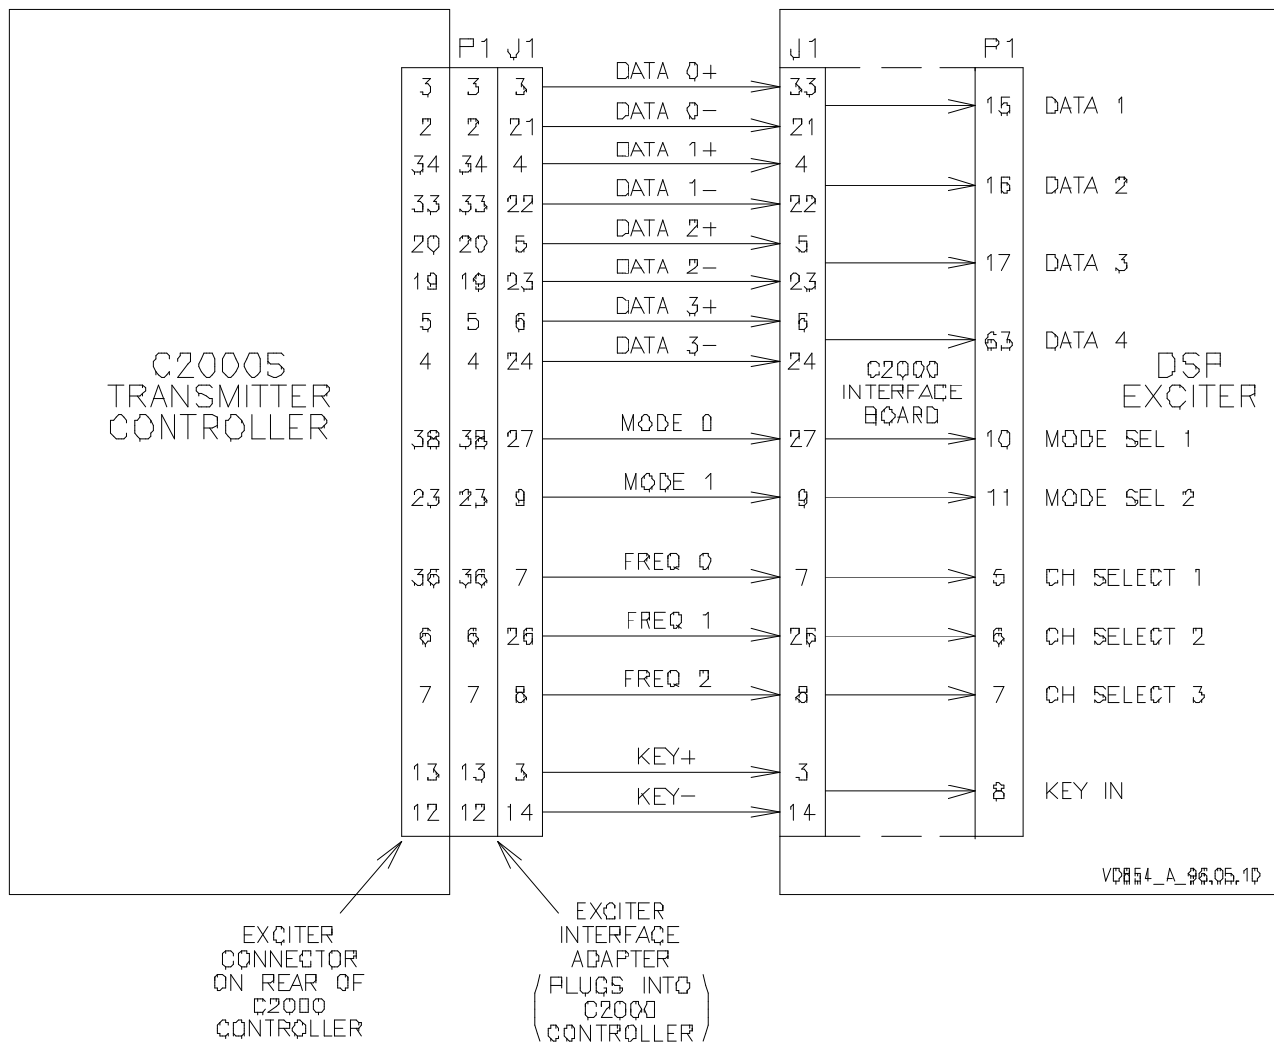 P1 J1 J1 P1
3 3 3 DATA 0+ 33
15 DATA 1
2 2 21 DATA 0- 21
34 34 4 DATA 1+ 4
16 DATA 2
33 33 22 DATA 1- 22
20 20 5 DATA 2+ 5
17 DATA 3
19 19 23 DATA 2- 23
5 5 6 DATA 3+ 6
63 DATA 4
4 4 24 DATA 3- 24
C20005
TRANSMITTER
CONTROLLER
C2000
INTERFACE
BOARD
DSP
EXCITER
38 38 27 MODE 0 27 10 MODE SEL 1
23 23 9 MODE 1 9 11 MODE SEL 2
36 36 7 FREQ 0 7 5 CH SELECT 1
6 6 26 FREQ 1 26 6 CH SELECT 2
7 7 8 FREQ 2 8 7 CH SELECT 3
13 13 3 KEY+ 3
8 KEY IN
12 12 14 KEY- 14
EXCITER
CONNECTOR
ON REAR OF
C2000
CONTROLLER
EXCITER
INTERFACE
ADAPTER
(PLUGS INTO
C2000
CONTROLLER)